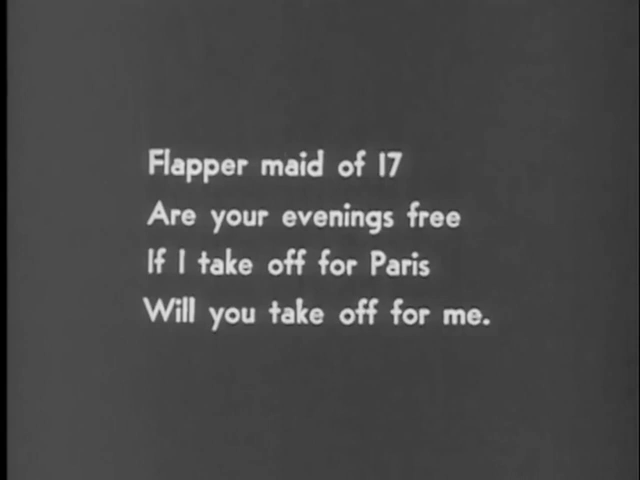 Flapper maid of 17
Are your evenings free
If I take off for Paris
Will you take off for me.